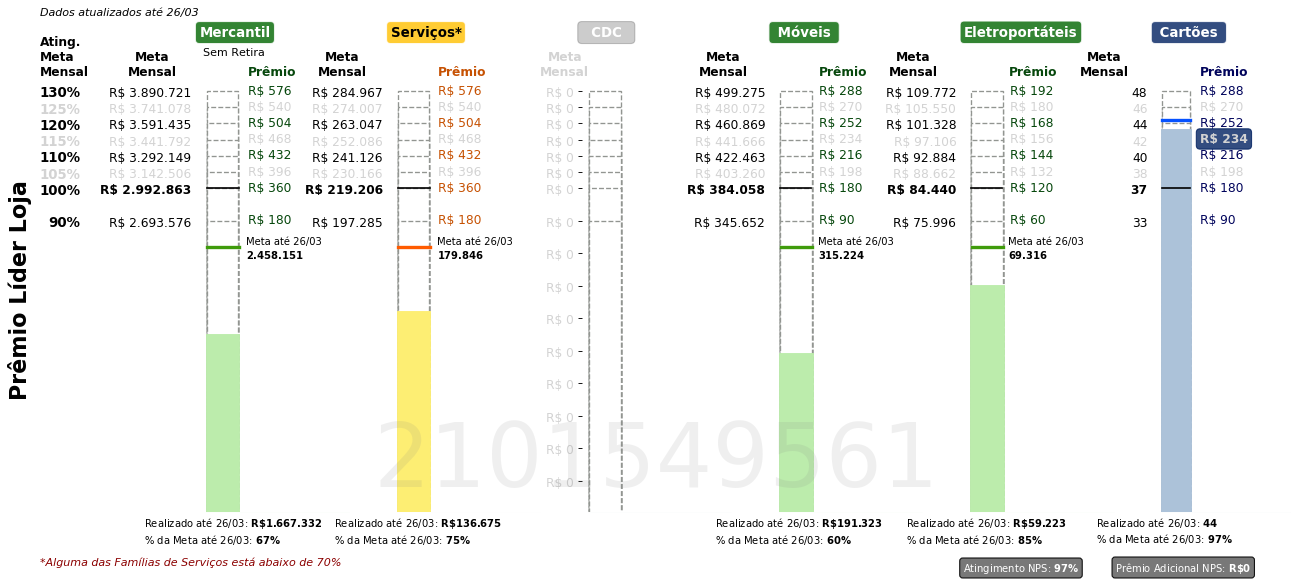 Dados atualizados até 26/03
Mercantil
Serviços*
CDC
Móveis
Eletroportáteis
Cartões
Sem Retira
Ating. Meta Mensal
Meta Mensal Prêmio Meta Mensal Prêmio Meta Mensal Meta Mensal Prêmio Meta Mensal Prêmio Meta Mensal Prêmio
130% R$ 3.890.721 R$ 576 R$ 284.967 R$ 576 R$ 0 R$ 499.275 R$ 288 R$ 109.772 R$ 192 48 R$ 288
125% R$ 3.741.078 R$ 540 R$ 274.007 R$ 540 R$ 0 R$ 480.072 R$ 270 R$ 105.550 R$ 180 46 R$ 270
120% R$ 3.591.435 R$ 504 R$ 263.047 R$ 504 R$ 0 R$ 460.869 R$ 252 R$ 101.328 R$ 168 44 R$ 252
115% R$ 3.441.792 R$ 468 R$ 252.086 R$ 468 R$ 0 R$ 441.666 R$ 234 R$ 97.106 R$ 156 42 R$ 234
110% R$ 3.292.149 R$ 432 R$ 241.126 R$ 432 R$ 0 R$ 422.463 R$ 216 R$ 92.884 R$ 144 40 R$ 216
105% R$ 3.142.506 R$ 396 R$ 230.166 R$ 396 R$ 0 R$ 403.260 R$ 198 R$ 88.662 R$ 132 38 R$ 198
100% R$ 2.992.863 R$ 360 R$ 219.206 R$ 360 R$ 0 R$ 384.058 R$ 180 R$ 84.440 R$ 120 37 R$ 180
90% R$ 2.693.576 R$ 180 R$ 197.285 R$ 180 R$ 0 R$ 345.652 R$ 90 R$ 75.996 R$ 60 33 R$ 90
Meta até 26/03 Meta até 26/03 Meta até 26/03 Meta até 26/03
2.458.151 179.846 315.224 69.316
R$ 0
R$ 0
R$ 0
R$ 0
R$ 0
R$ 0
R$ 0
R$ 0
Prêmio Líder Loja
2101549561
Realizado até 26/03: R$1.667.332 Realizado até 26/03: R$136.675 Realizado até 26/03: R$191.323 Realizado até 26/03: R$59.223 Realizado até 26/03: 44
% da Meta até 26/03: 67% % da Meta até 26/03: 75% % da Meta até 26/03: 60% % da Meta até 26/03: 85% % da Meta até 26/03: 97%
*Alguma das Famílias de Serviços está abaixo de 70%
Atingimento NPS: 97%
Prêmio Adicional NPS: R$0